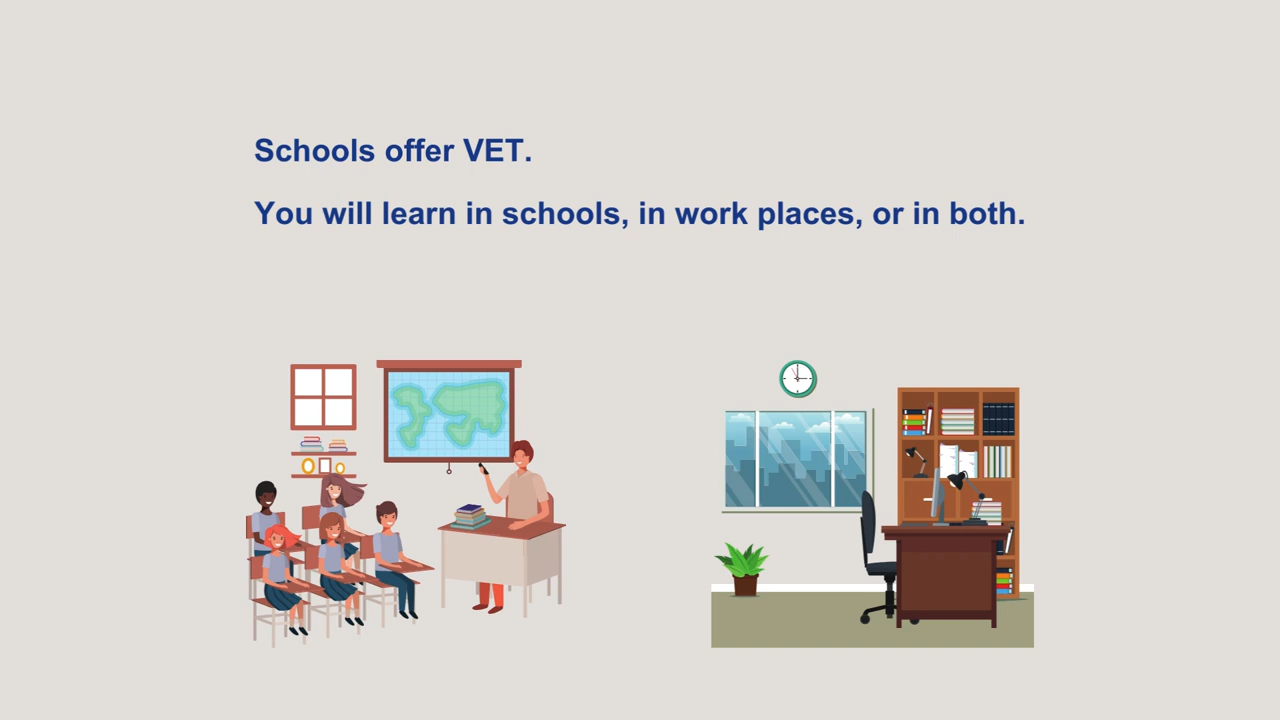 Schools offer VET.
You will learn in schools, in work places, or in both.